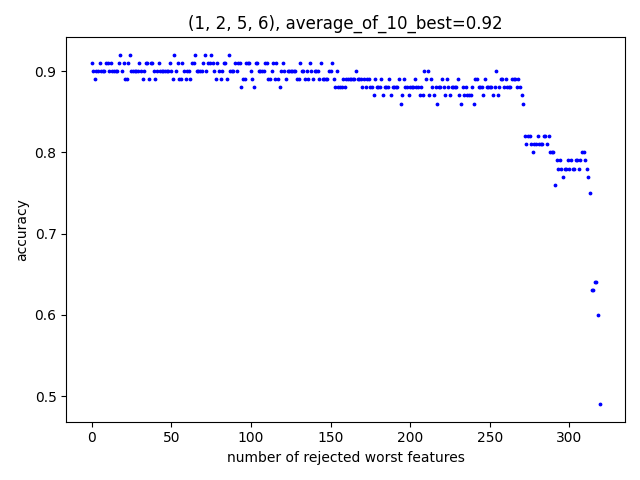 (1, 2, 5, 6), average_of_10_best=0.92
accuracy
0.9
0.8
0.7
0.6
0.5
0 50 100 150 200 250 300
number of rejected worst features